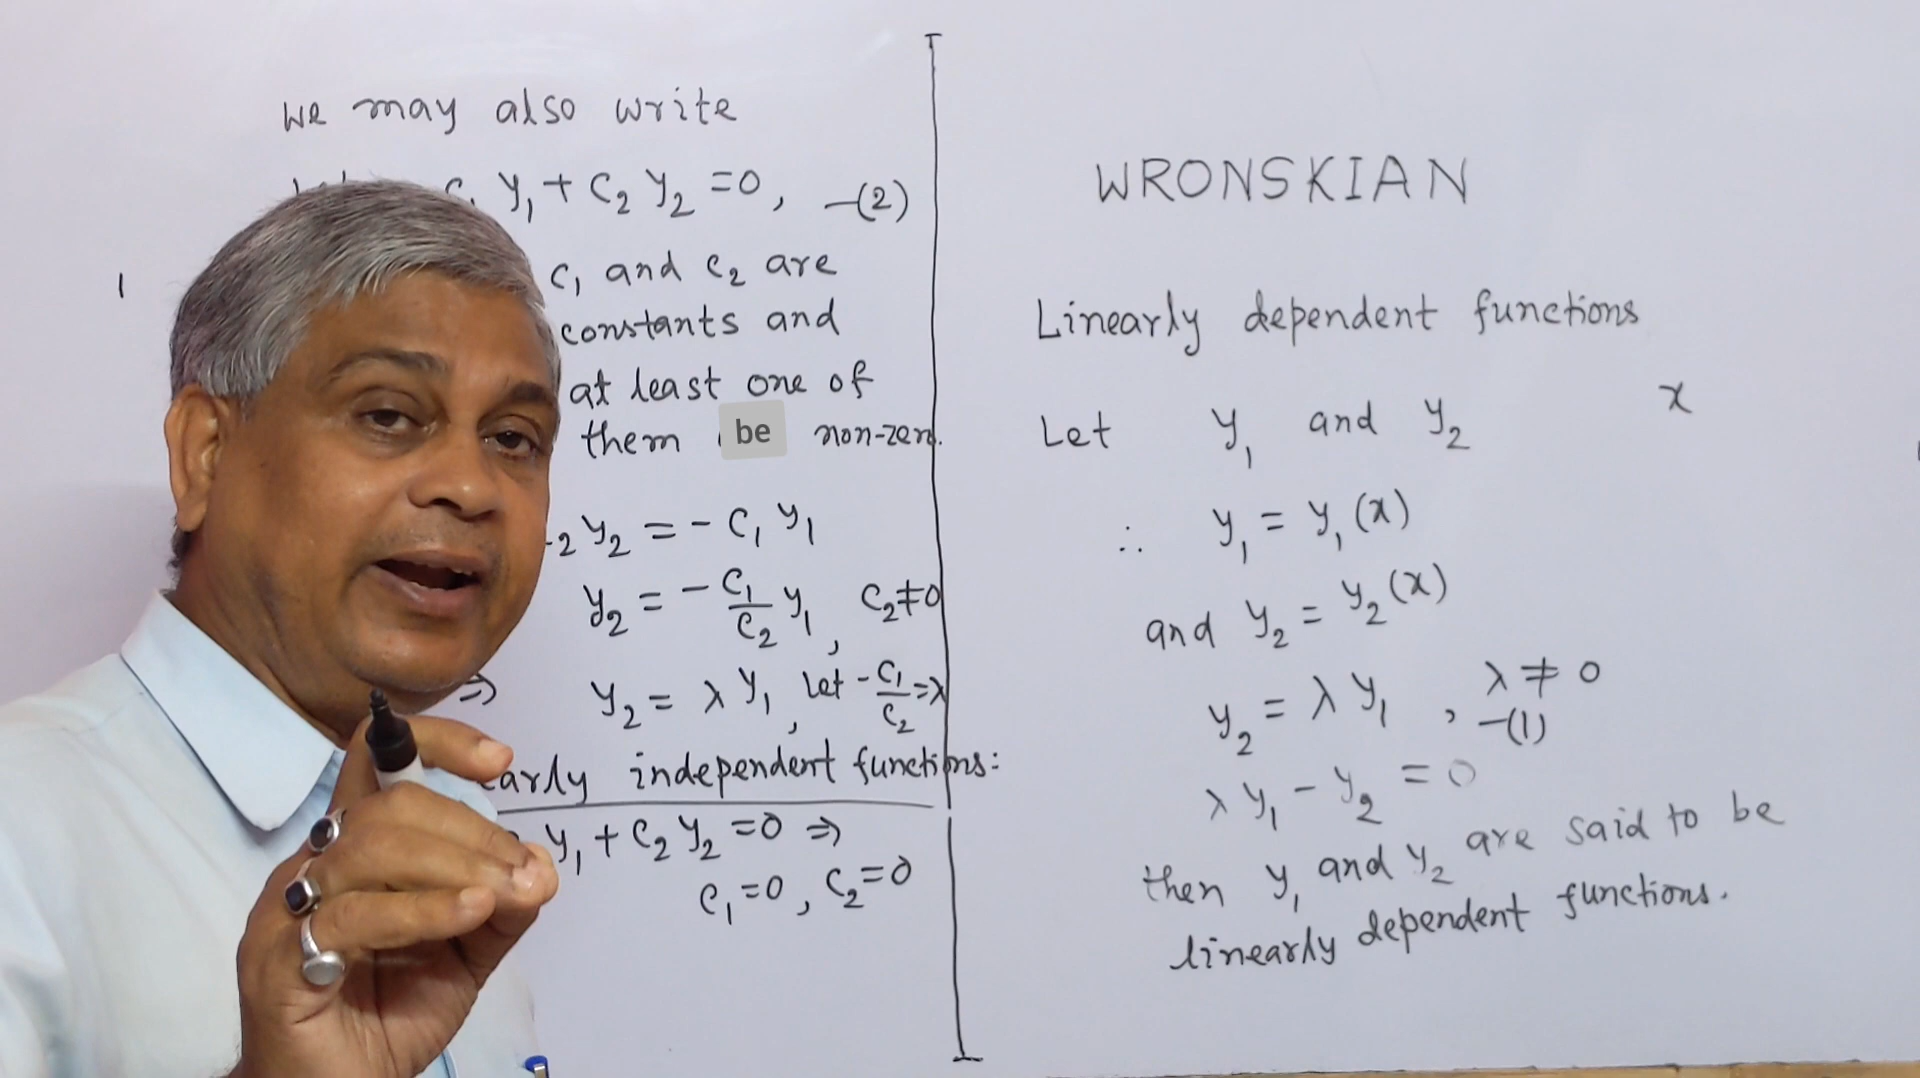 we may also write
y₁ + c₂ y₂ = 0, —(2)
c₁ and c₂ are
constants and
at least one of
them be non-zero.
₂ y₂ = - c₁ y₁
y₂ = - c₁/c₂ y₁, c₂ ≠ 0
⇒ y₂ = λ y₁, let - c₁/c₂ = λ
early independent functions:
y₁ + c₂ y₂ = 0 ⇒
c₁ = 0, c₂ = 0
WRONSKIAN
Linearly dependent functions
Let y₁ and y₂ x
∴ y₁ = y₁(x)
and y₂ = y₂(x)
y₂ = λ y₁, λ ≠ 0
—(1)
λ y₁ - y₂ = 0
then y₁ and y₂ are said to be
linearly dependent functions.